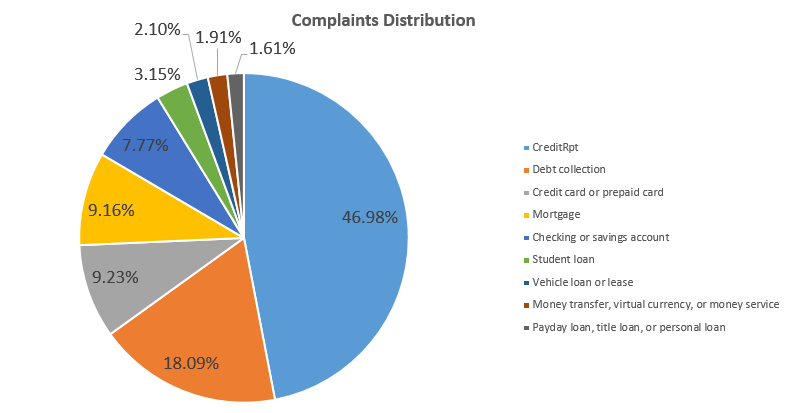 Complaints Distribution
2.10%
1.91%
1.61%
3.15%
7.77%
9.16%
9.23%
18.09%
46.98%
CreditRpt
Debt collection
Credit card or prepaid card
Mortgage
Checking or savings account
Student loan
Vehicle loan or lease
Money transfer, virtual currency, or money service
Payday loan, title loan, or personal loan